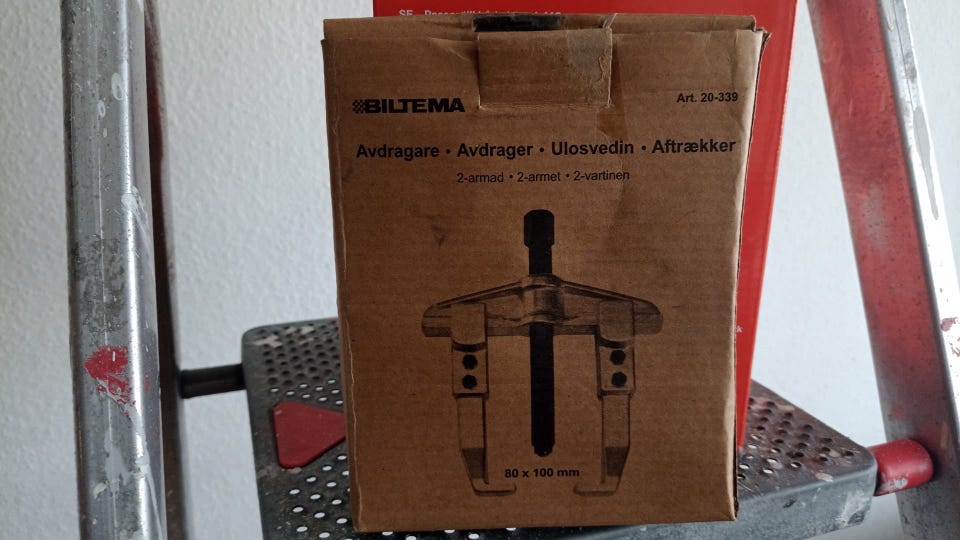 BILTEMA
Art. 20-339
Avdragare • Avdrager • Ulosvedin • Aftrækker
2-armad • 2-armet • 2-vartinen
80 x 100 mm